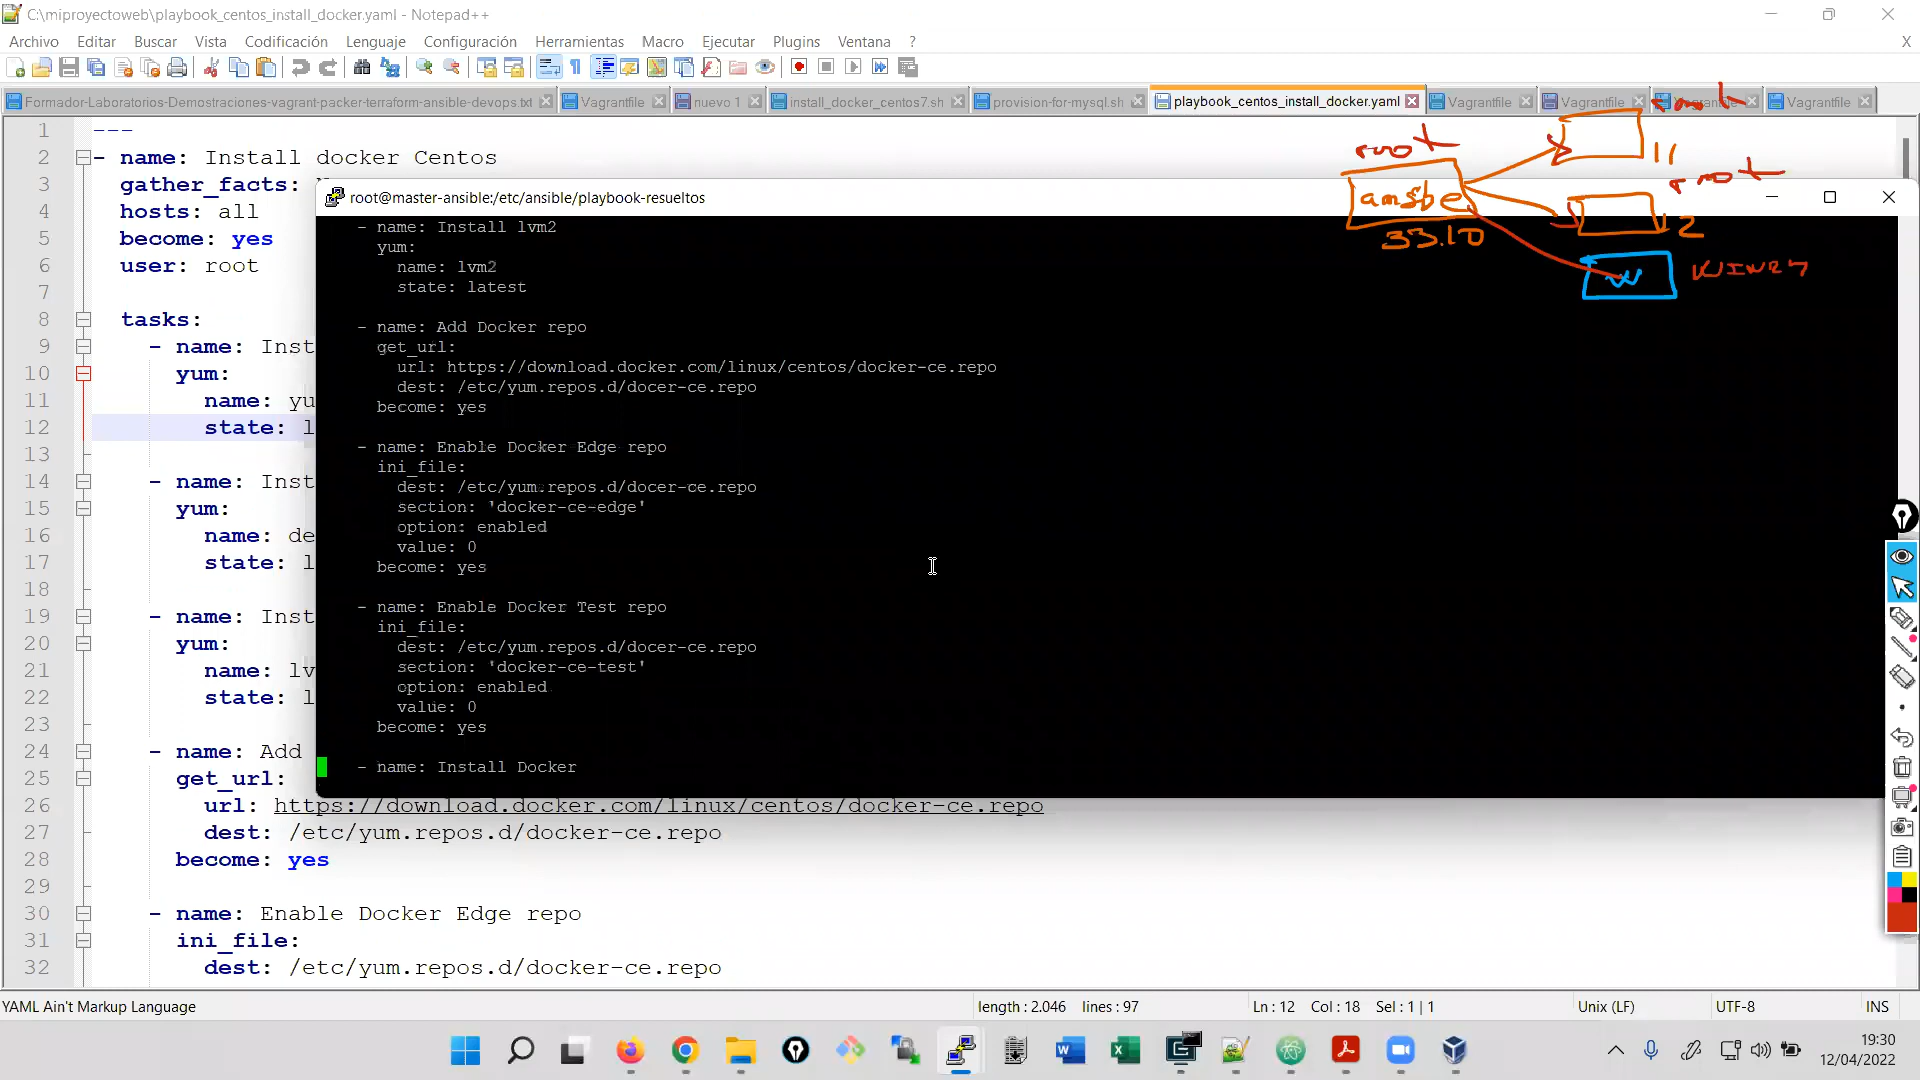 C:\miproyectoweb\playbook_centos_install_docker.yaml - Notepad++
Archivo Editar Buscar Vista Codificación Lenguaje Formato Herramientas Macro Ejecutar Plugins Ventana ?
X
Formador-Laboratorios-Demostraciones-vagrant-packer-terraform-ansible-devops.txt Vagrantfile nuevo 1 install_docker_centos7.sh provision-for-mysql.sh playbook_centos_install_docker.yaml Vagrantfile Vagrantfile Vagrantfile
root
root
root
ansbe
33.10
11
12
W
1 ---
2 - name: Install docker Centos
3 gather_facts:
4 hosts: all
5 become: yes
6 user: root
7
8 tasks:
9 - name: Inst
10 yum:
11 name: yu
12 state: l
13
14 - name: Inst
15 yum:
16 name: de
17 state: l
18
19 - name: Inst
20 yum:
21 name: lv
22 state: l
23
24 - name: Add
25 get_url:
26 url: https://download.docker.com/linux/centos/docker-ce.repo
27 dest: /etc/yum.repos.d/docker-ce.repo
28 become: yes
29
30 - name: Enable Docker Edge repo
31 ini_file:
32 dest: /etc/yum.repos.d/docker-ce.repo
root@master-ansible:/etc/ansible/playbook-resueltos
- name: Install lvm2
yum:
name: lvm2
state: latest
- name: Add Docker repo
get_url:
url: https://download.docker.com/linux/centos/docker-ce.repo
dest: /etc/yum.repos.d/docer-ce.repo
become: yes
- name: Enable Docker Edge repo
ini_file:
dest: /etc/yum.repos.d/docer-ce.repo
section: 'docker-ce-edge'
option: enabled
value: 0
become: yes
- name: Enable Docker Test repo
ini_file:
dest: /etc/yum.repos.d/docer-ce.repo
section: 'docker-ce-test'
option: enabled
value: 0
become: yes
- name: Install Docker
YAML Ain't Markup Language length : 2.046 lines : 97 Ln : 12 Col : 18 Sel : 1 | 1 Unix (LF) UTF-8 INS
19:30
12/04/2022